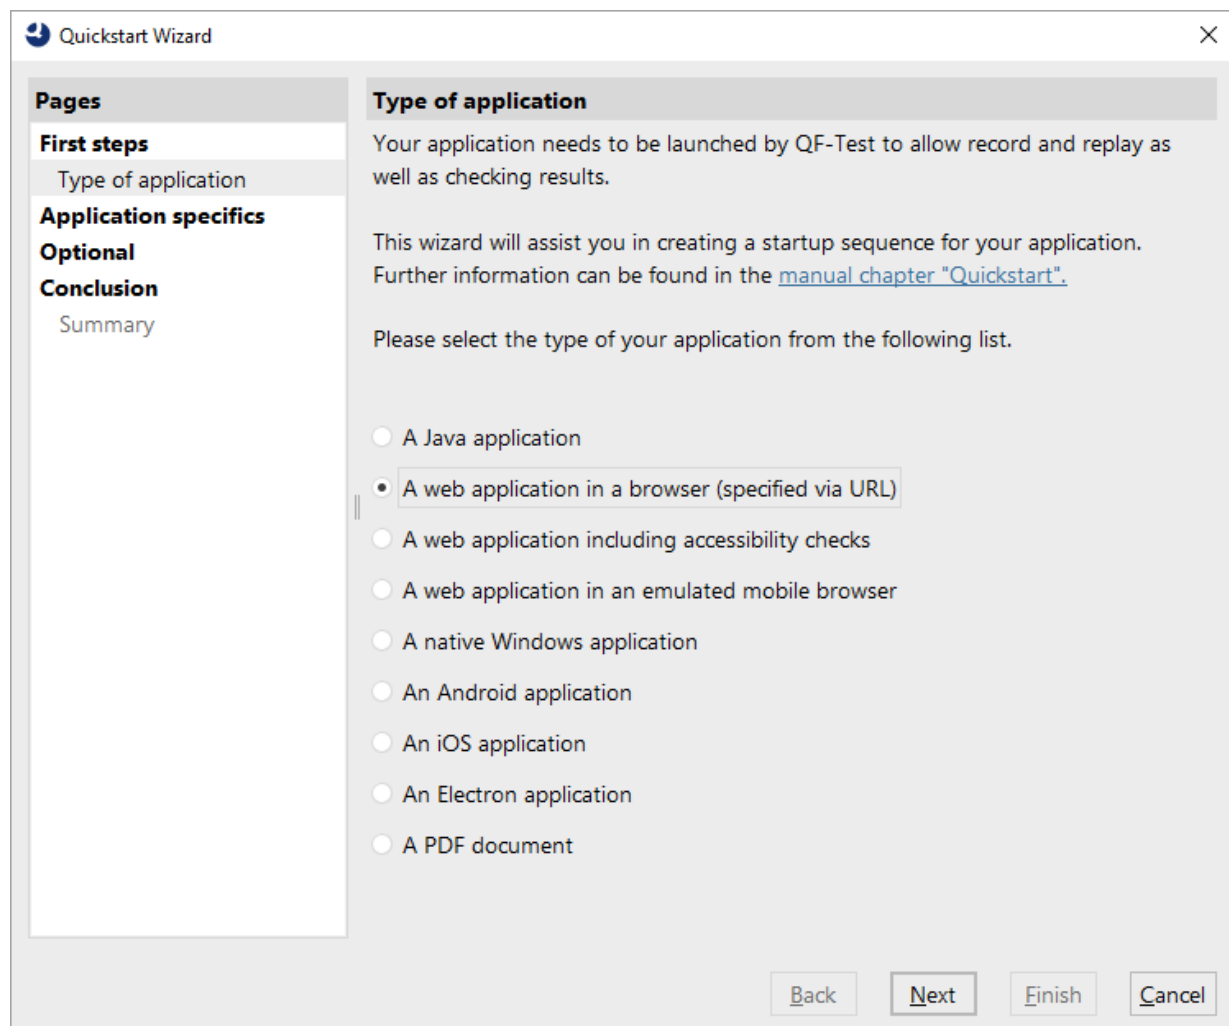 Quickstart Wizard
Pages
First steps
Type of application
Application specifics
Optional
Conclusion
Summary
Type of application
Your application needs to be launched by QF-Test to allow record and replay as
well as checking results.
This wizard will assist you in creating a startup sequence for your application.
Further information can be found in the manual chapter "Quickstart".
Please select the type of your application from the following list.
A Java application
A web application in a browser (specified via URL)
A web application including accessibility checks
A web application in an emulated mobile browser
A native Windows application
An Android application
An iOS application
An Electron application
A PDF document
Back Next Finish Cancel